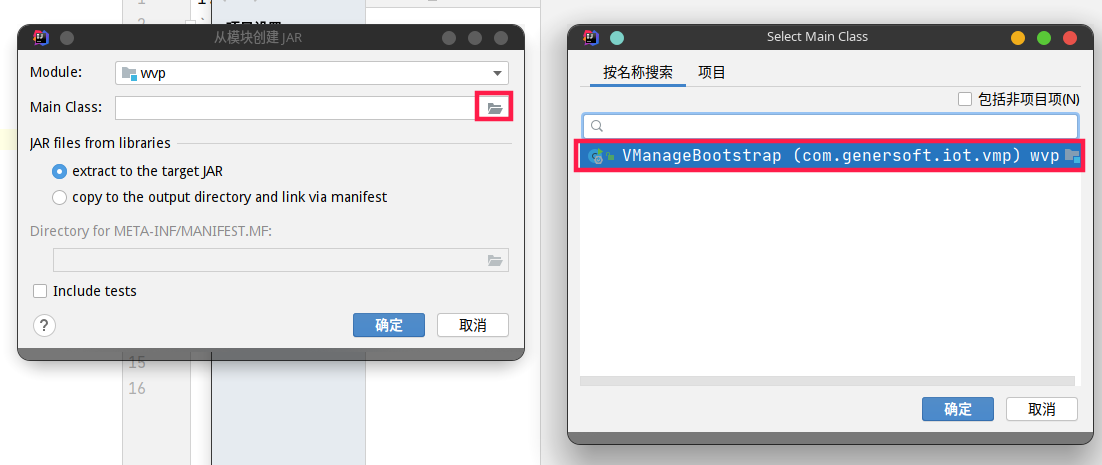 1
2
从模块创建 JAR
Module:
wvp
Main Class:
JAR files from libraries
extract to the target JAR
copy to the output directory and link via manifest
Directory for META-INF/MANIFEST.MF:
Include tests
?
确定
取消
15
16
Select Main Class
按名称搜索
项目
包括非项目项(N)
VManageBootstrap (com.genersoft.iot.vmp) wvp
确定
取消